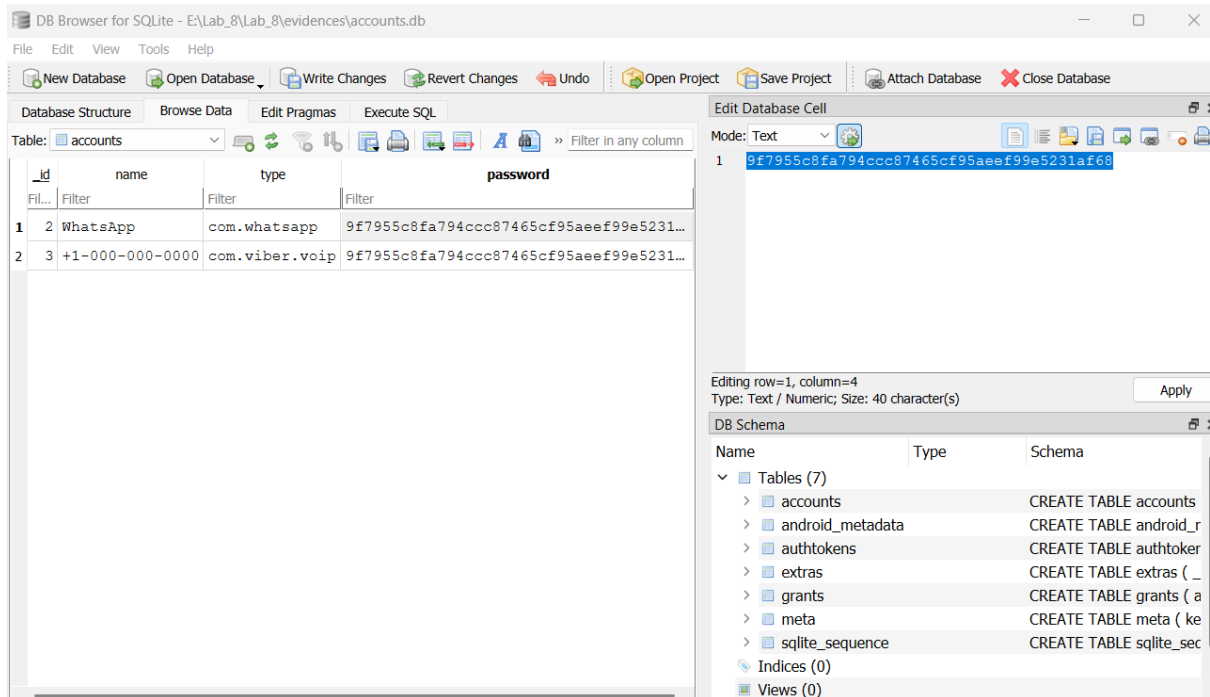 DB Browser for SQLite - E:\Lab_8\Lab_8\evidences\accounts.db
File Edit View Tools Help
New Database Open Database Write Changes Revert Changes Undo Open Project Save Project Attach Database Close Database
Database Structure Browse Data Edit Pragmas Execute SQL
Table: accounts » Filter in any column
_id name type password
Fil... Filter Filter Filter
1 2 WhatsApp com.whatsapp 9f7955c8fa794ccc87465cf95aeef99e5231...
2 3 +1-000-000-0000 com.viber.voip 9f7955c8fa794ccc87465cf95aeef99e5231...
Edit Database Cell
Mode: Text
1 9f7955c8fa794ccc87465cf95aeef99e5231af68
Editing row=1, column=4
Type: Text / Numeric; Size: 40 character(s)
Apply
DB Schema
Name Type Schema
Tables (7)
accounts CREATE TABLE accounts
android_metadata CREATE TABLE android_r
authtokens CREATE TABLE authtoker
extras CREATE TABLE extras ( _
grants CREATE TABLE grants ( a
meta CREATE TABLE meta ( ke
sqlite_sequence CREATE TABLE sqlite_sec
Indices (0)
Views (0)